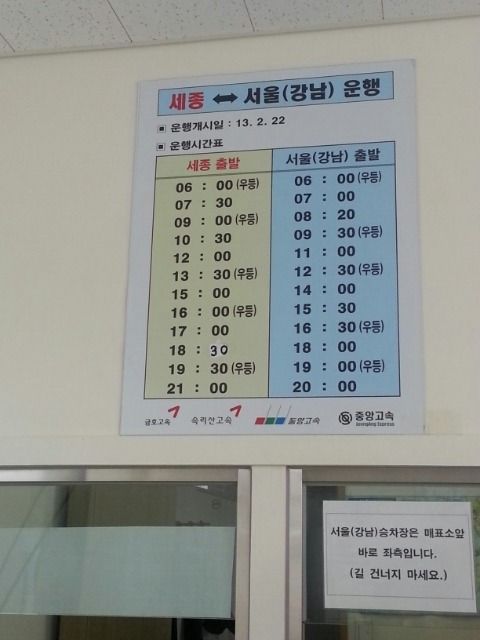 세종 ↔ 서울(강남) 운행
▣ 운행개시일 : 13. 2. 22
▣ 운행시간표
세종 출발 서울(강남) 출발
06 : 00(우등) 06 : 00(우등)
07 : 30 07 : 00
09 : 00(우등) 08 : 20
10 : 30 09 : 30(우등)
12 : 00 11 : 00
13 : 30(우등) 12 : 30(우등)
15 : 00 14 : 00
16 : 00(우등) 15 : 30
17 : 00 16 : 30(우등)
18 : 30 18 : 00
19 : 30(우등) 19 : 00(우등)
21 : 00 20 : 00
금호고속 속리산고속 동양고속 중앙고속
Joongang Express
서울(강남)승차장은 매표소앞
바로 좌측입니다.
(길 건너지 마세요.)